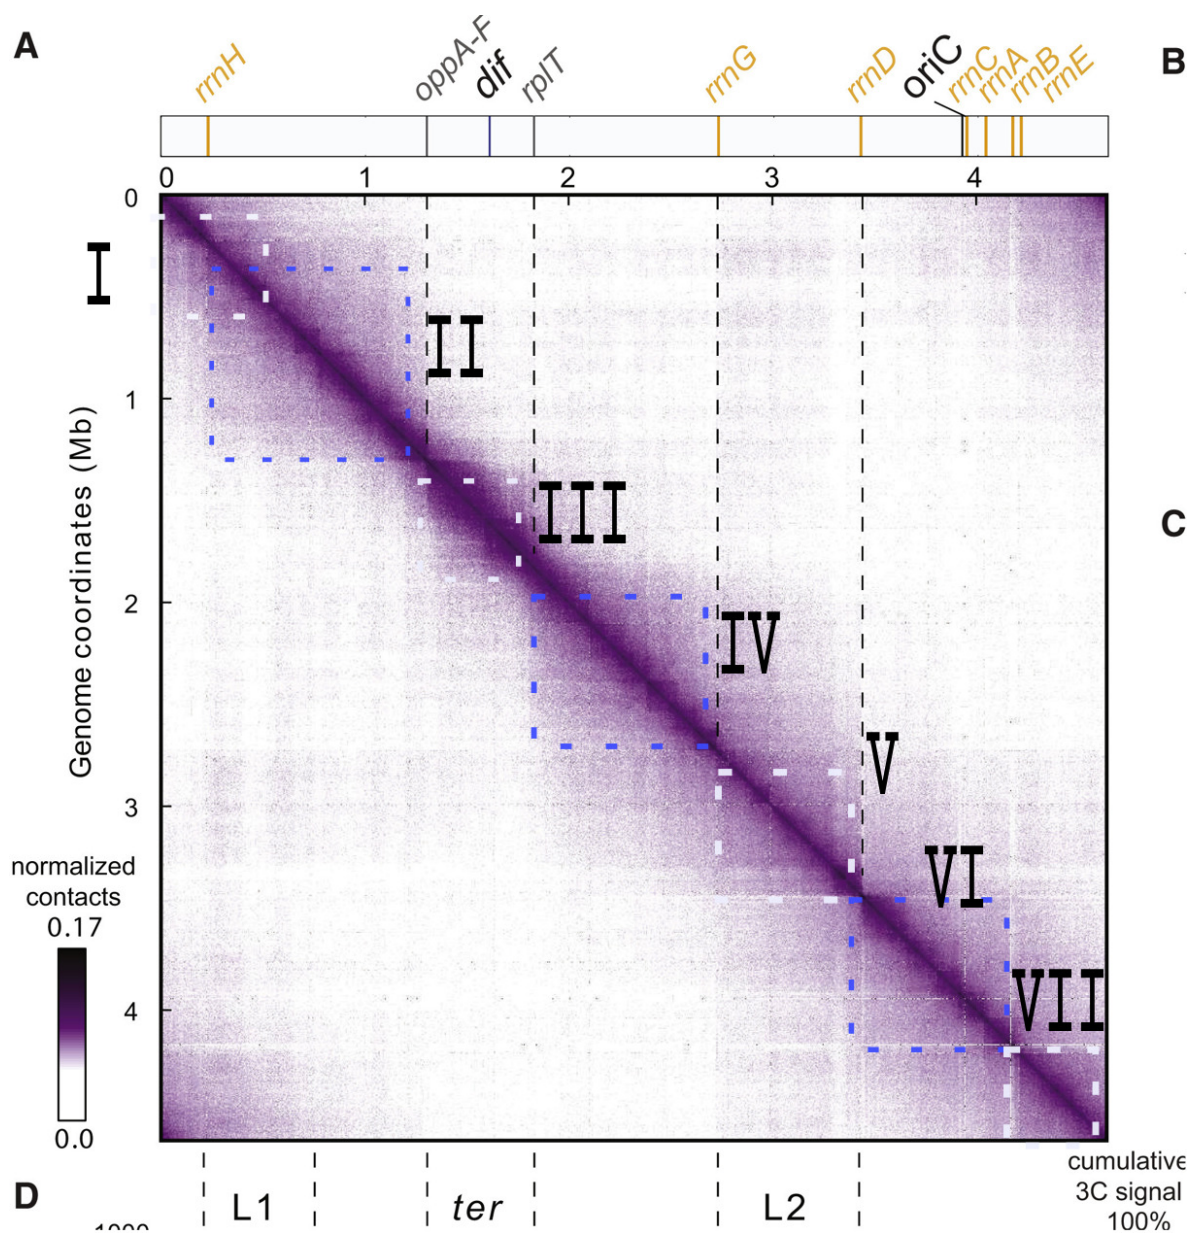 A
B
rrnH
oppA-F
dif
rplT
rrnG
rrnD
oriC
rrnC
rrnA
rrnB
rrnE
0 1 2 3 4
0
I
II
1
III
C
2
IV
Genome coordinates (Mb)
V
3
VI
normalized
contacts
0.17
VII
4
0.0
cumulative
3C signal
100%
D
L1
ter
L2